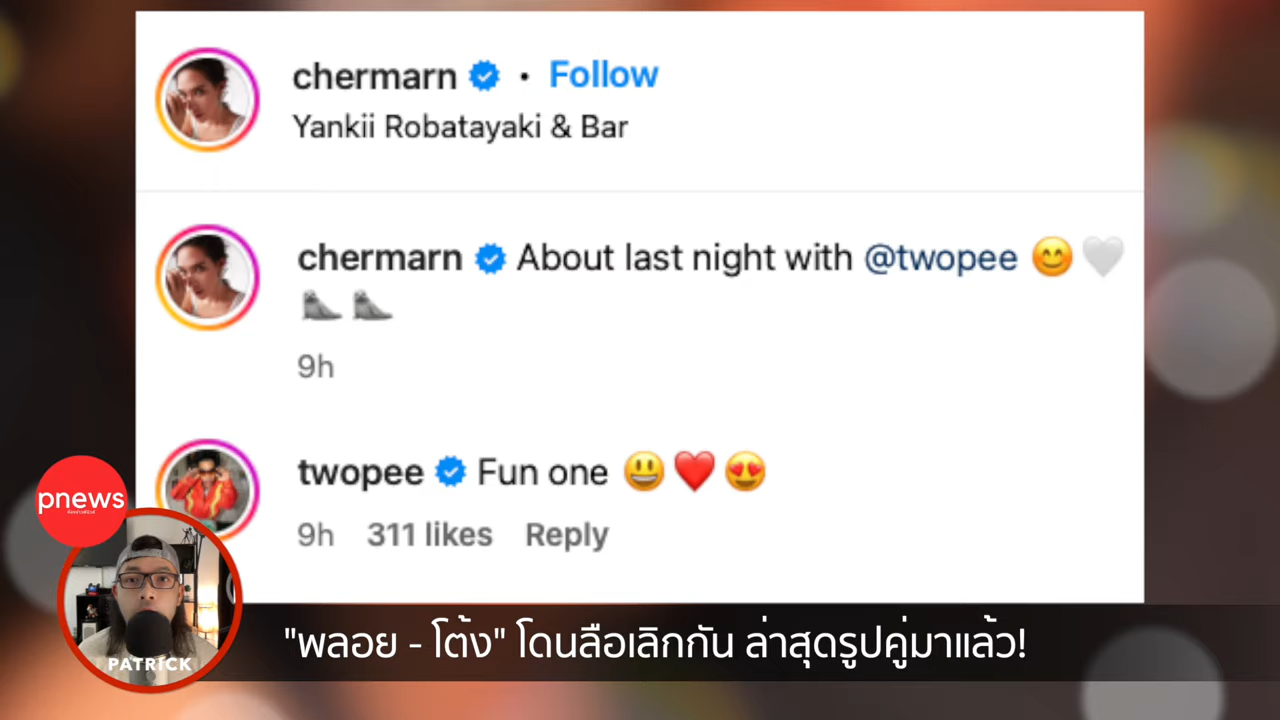 chermarn • Follow
Yankii Robatayaki & Bar
chermarn About last night with @twopee 😊 🤍
9h
twopee Fun one 😃 ❤️ 😍
9h 311 likes Reply
pnews
PATRICK
"พลอย - โต้ง" โดนลือเลิกกัน ล่าสุดรูปคู่มาแล้ว!